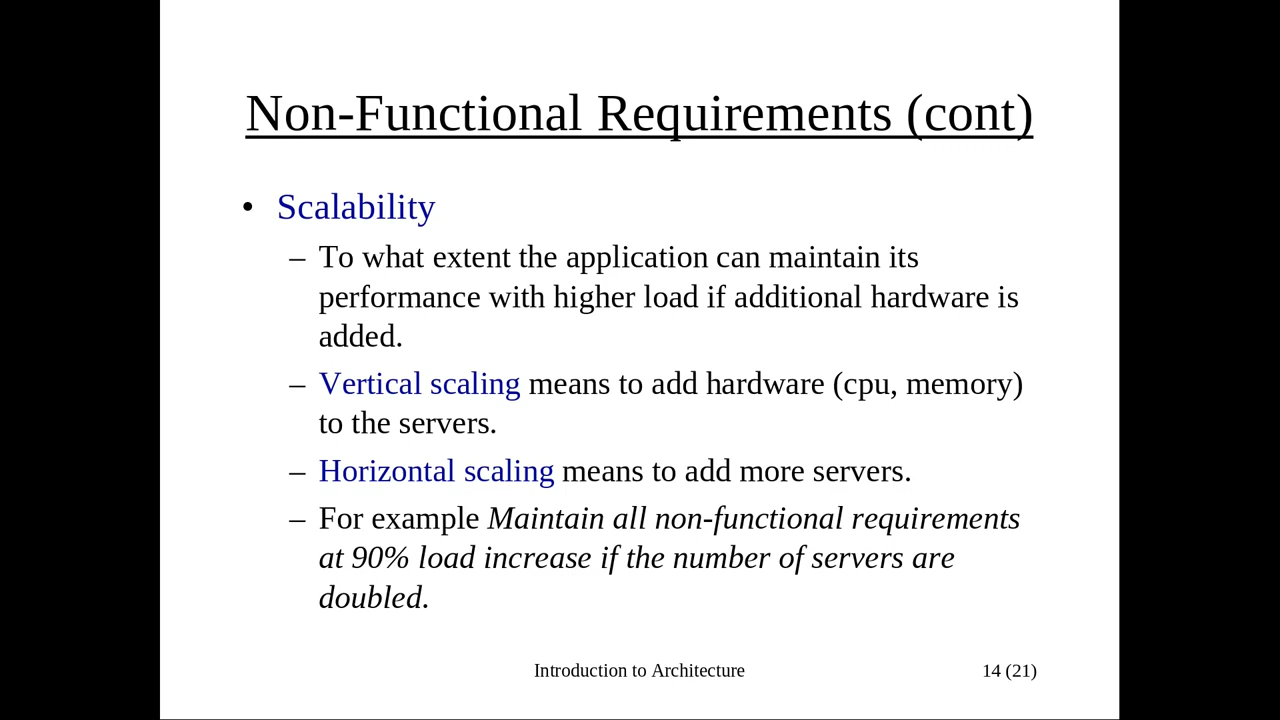 Non-Functional Requirements (cont)
• Scalability
– To what extent the application can maintain its
performance with higher load if additional hardware is
added.
– Vertical scaling means to add hardware (cpu, memory)
to the servers.
– Horizontal scaling means to add more servers.
– For example Maintain all non-functional requirements
at 90% load increase if the number of servers are
doubled.
Introduction to Architecture
14 (21)